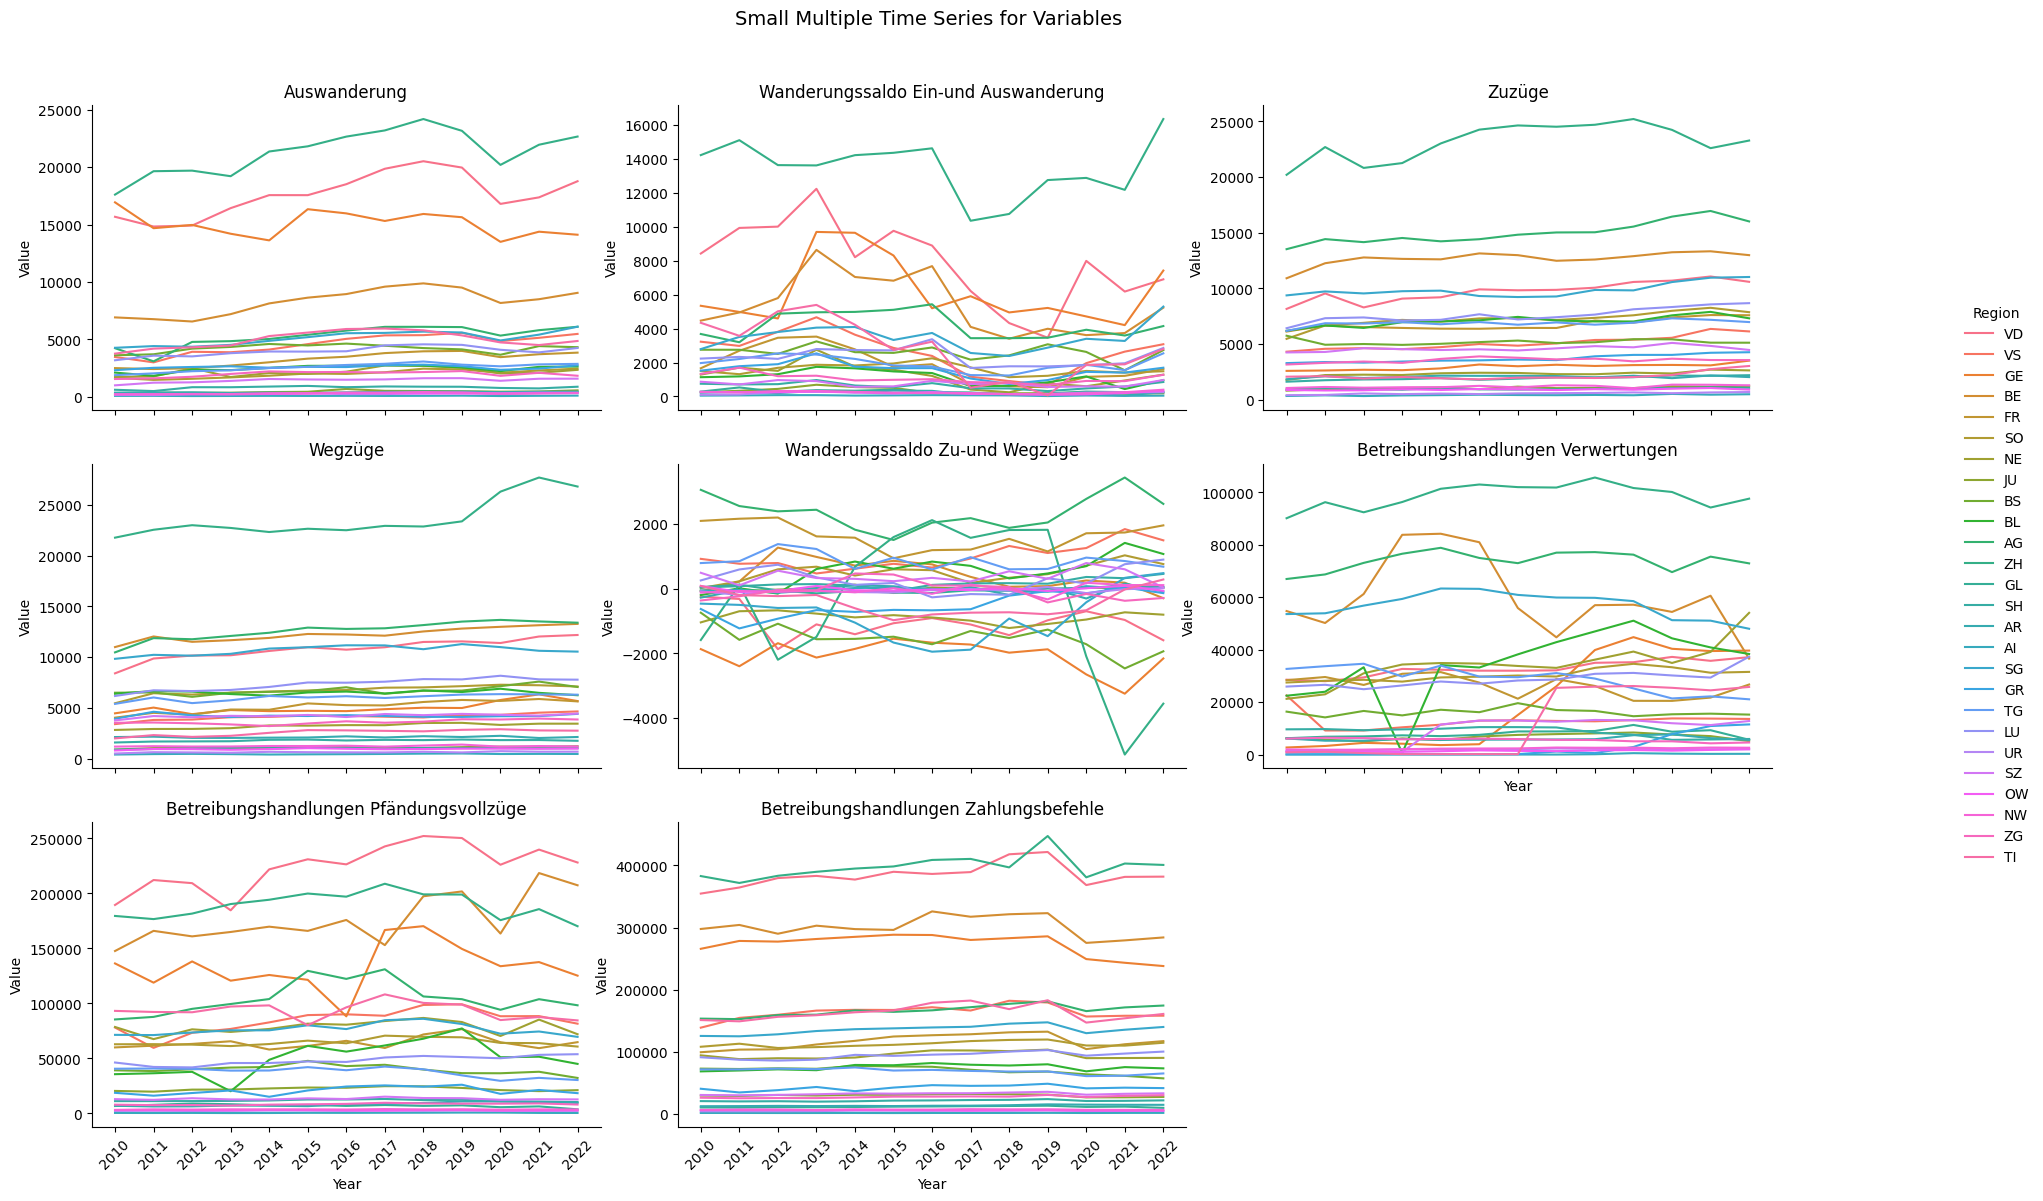 Small Multiple Time Series for Variables
Auswanderung
Wanderungssaldo Ein-und Auswanderung
Zuzüge
Value
25000
20000
15000
10000
5000
0
Value
16000
14000
12000
10000
8000
6000
4000
2000
0
Value
25000
20000
15000
10000
5000
0
Wegzüge
Wanderungssaldo Zu-und Wegzüge
Betreibungshandlungen Verwertungen
Value
25000
20000
15000
10000
5000
0
Value
2000
0
−2000
−4000
Value
100000
80000
60000
40000
20000
0
Year
Betreibungshandlungen Pfändungsvollzüge
Betreibungshandlungen Zahlungsbefehle
Value
250000
200000
150000
100000
50000
0
2010 2011 2012 2013 2014 2015 2016 2017 2018 2019 2020 2021 2022
Year
Value
400000
300000
200000
100000
0
2010 2011 2012 2013 2014 2015 2016 2017 2018 2019 2020 2021 2022
Year
Region
VD
VS
GE
BE
FR
SO
NE
JU
BS
BL
AG
ZH
GL
SH
AR
AI
SG
GR
TG
LU
UR
SZ
OW
NW
ZG
TI